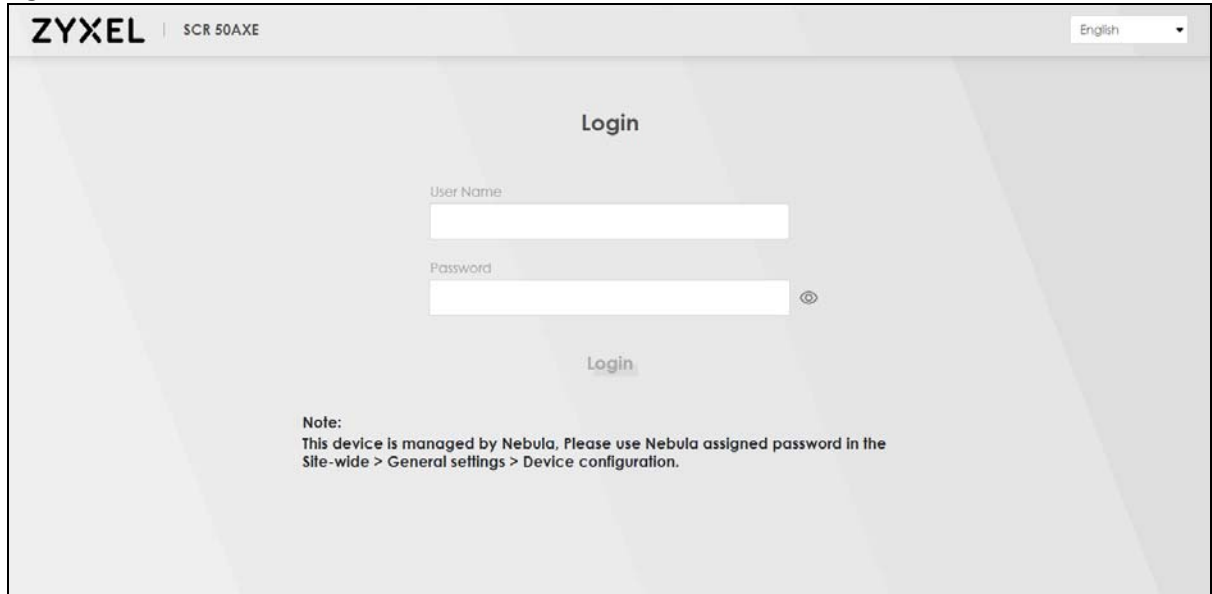 ZYXEL SCR 50AXE English
Login
User Name
Password
Login
Note:
This device is managed by Nebula, Please use Nebula assigned password in the
Site-wide > General settings > Device configuration.